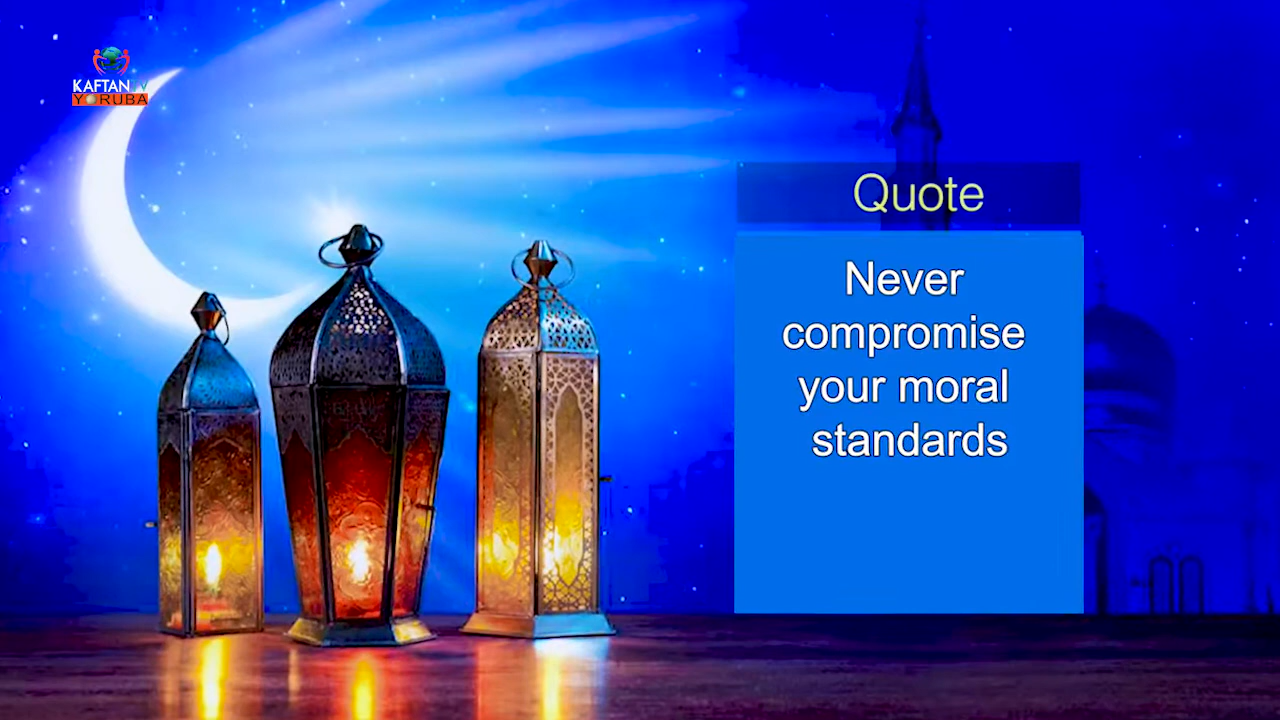 KAFTAN TV
YORUBA
Quote
Never
compromise
your moral
standards